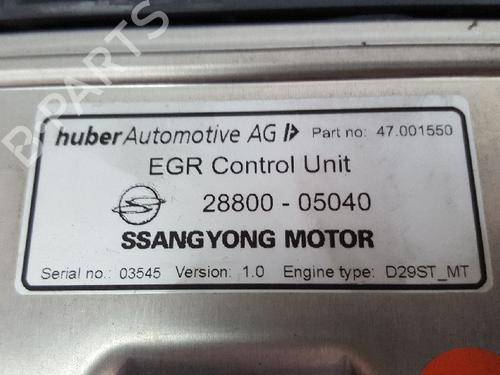 huber Automotive AG Part no: 47.001550
EGR Control Unit
28800 - 05040
SSANGYONG MOTOR
Serial no.: 03545 Version: 1.0 Engine type: D29ST_MT
B-PARTS